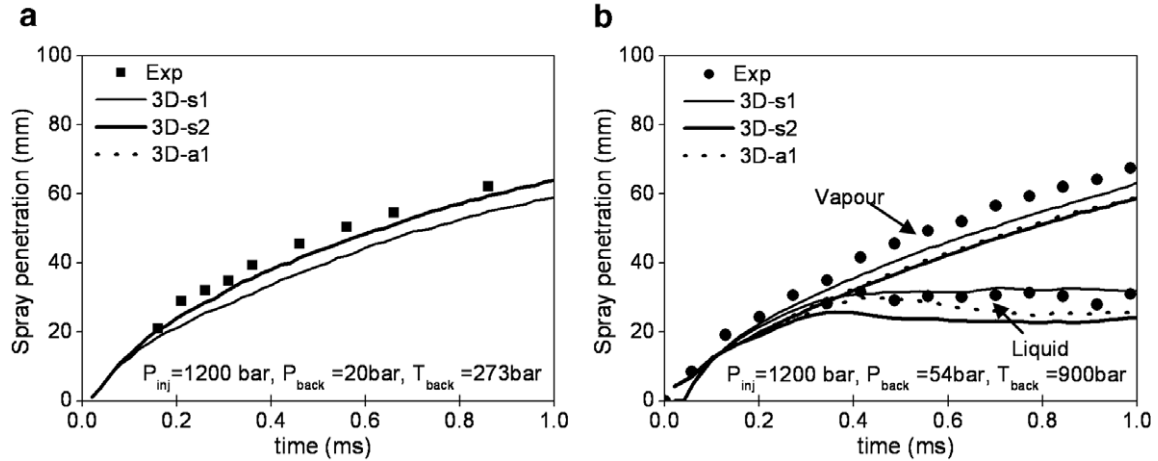 a
100
80
60
40
20
0
Spray penetration (mm)
Exp
3D-s1
3D-s2
3D-a1
P_inj=1200 bar, P_back =20bar, T_back =273bar
0.0 0.2 0.4 0.6 0.8 1.0
time (ms)
b
100
80
60
40
20
0
Spray penetration (mm)
Exp
3D-s1
3D-s2
3D-a1
Vapour
Liquid
P_inj=1200 bar, P_back =54bar, T_back =900bar
0.0 0.2 0.4 0.6 0.8 1.0
time (ms)